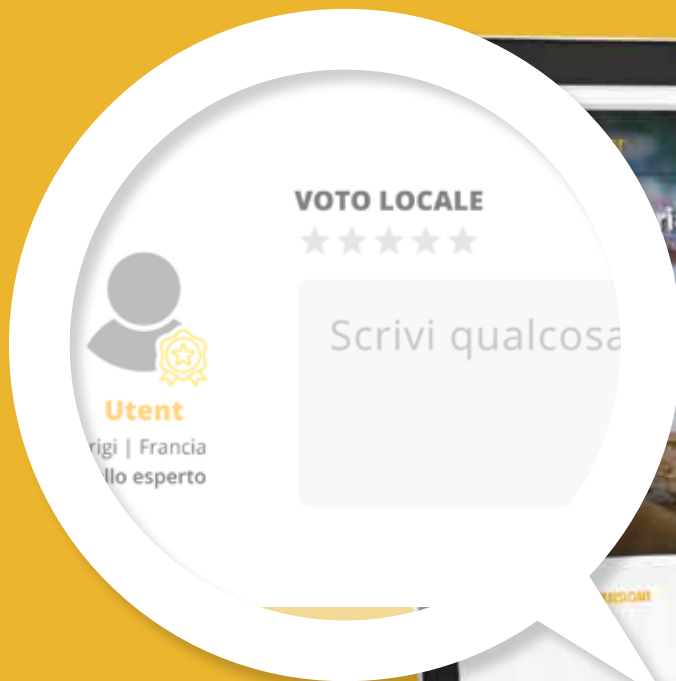 VOTO LOCALE
Scrivi qualcosa
Utent
rigi | Francia
llo esperto